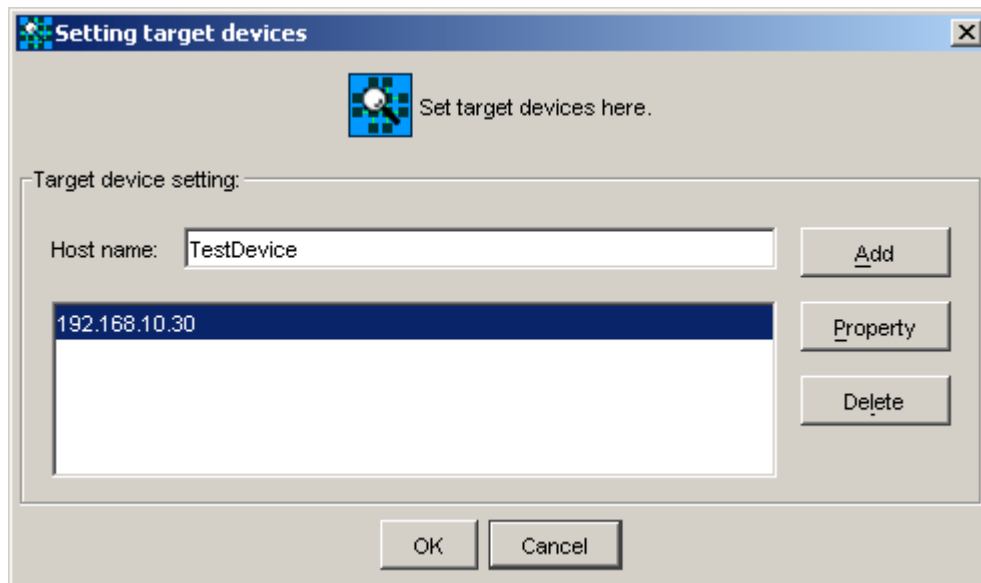 Setting target devices
Set target devices here.
Target device setting:
Host name: TestDevice Add
192.168.10.30
Property
Delete
OK Cancel